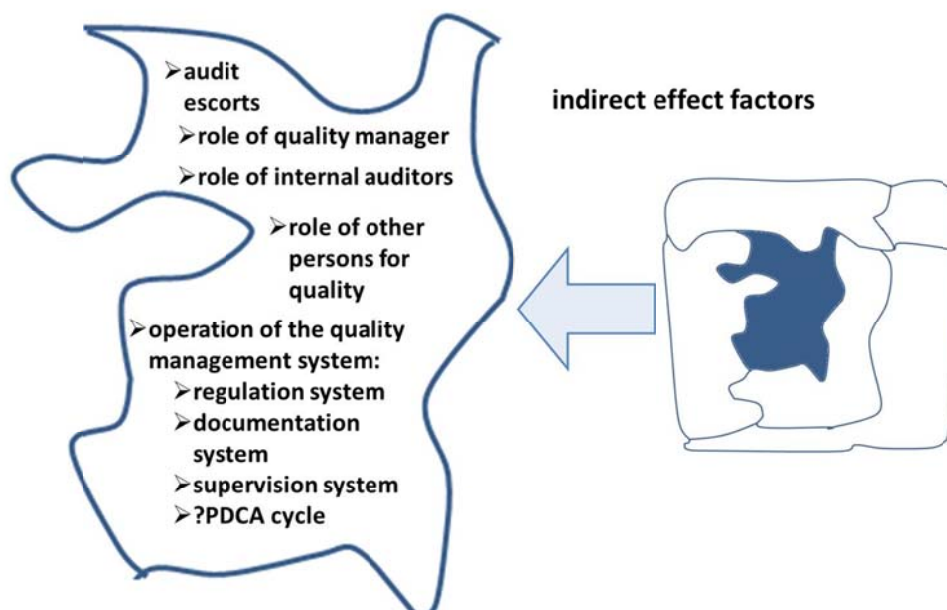 ➢audit
escorts
➢role of quality manager
➢role of internal auditors
➢role of other
persons for
quality
➢operation of the quality
management system:
➢regulation system
➢documentation
system
➢supervision system
➢?PDCA cycle
indirect effect factors